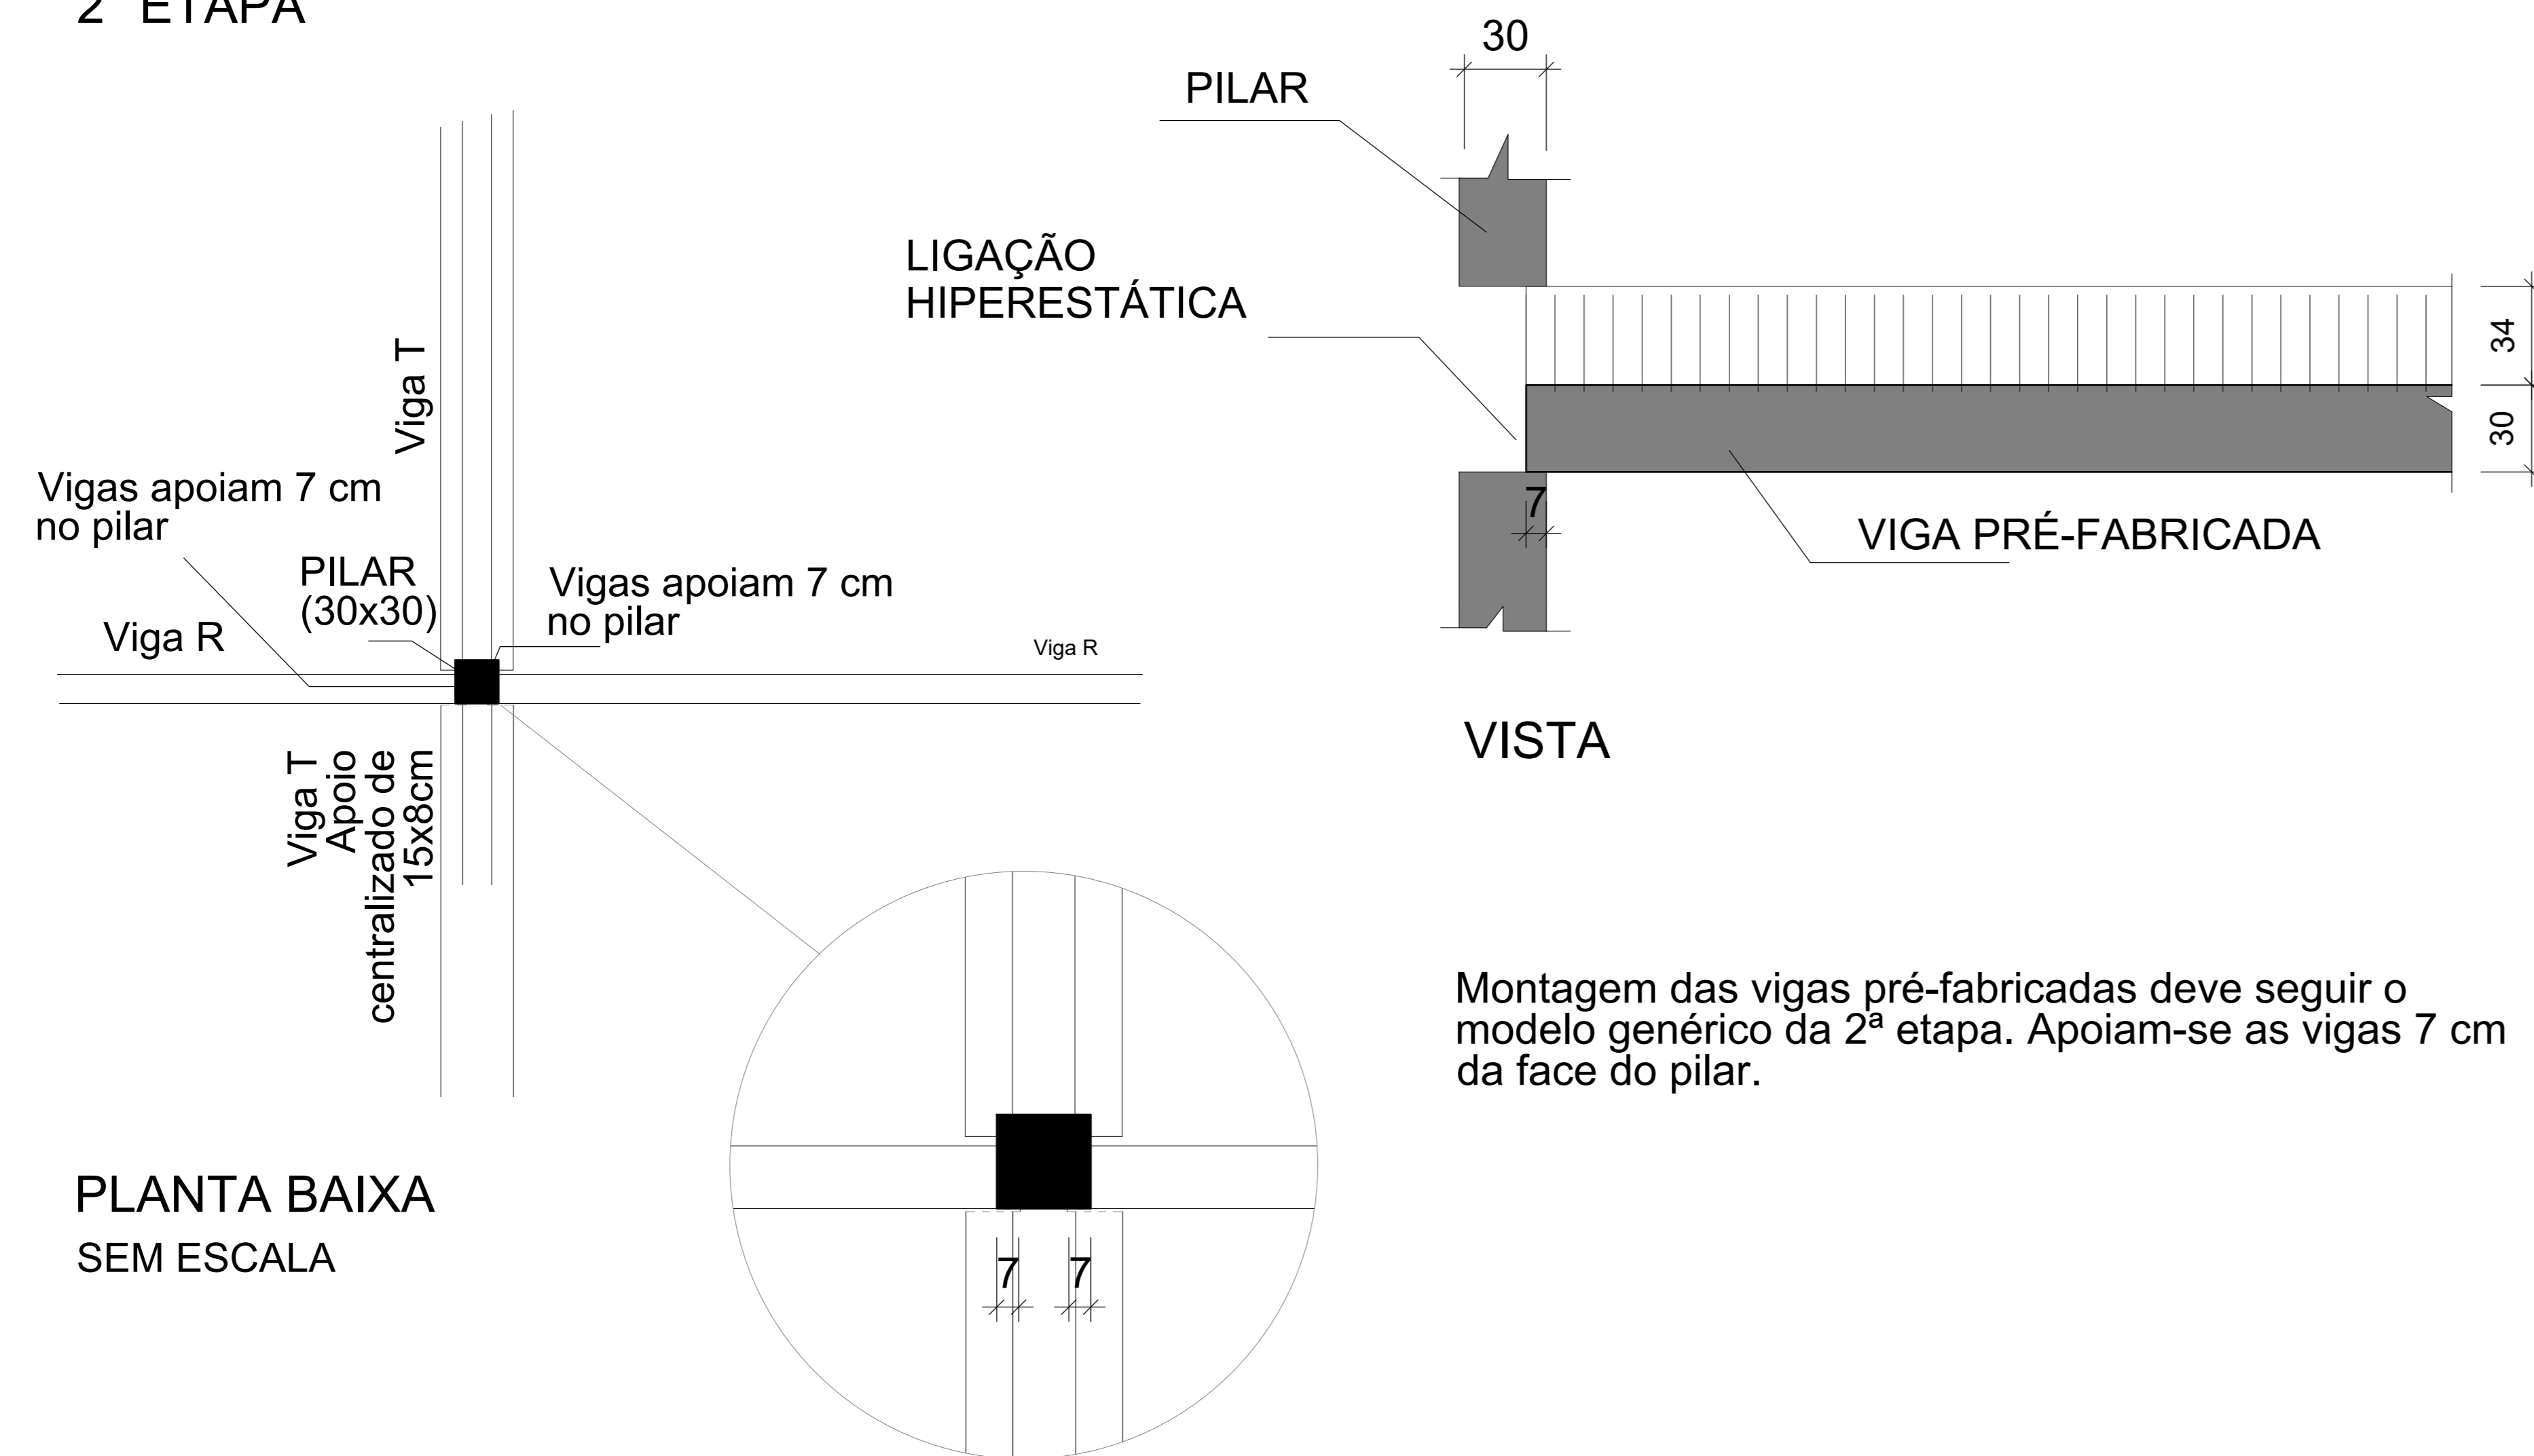 2ª ETAPA
30
PILAR
LIGAÇÃO
HIPERESTÁTICA
34
30
7
VIGA PRÉ-FABRICADA
VISTA
Viga T
Vigas apoiam 7 cm
no pilar
PILAR
(30x30)
Vigas apoiam 7 cm
no pilar
Viga R
Viga R
Viga T
Apoio
centralizado de
15x8cm
7
7
PLANTA BAIXA
SEM ESCALA
Montagem das vigas pré-fabricadas deve seguir o
modelo genérico da 2ª etapa. Apoiam-se as vigas 7 cm
da face do pilar.